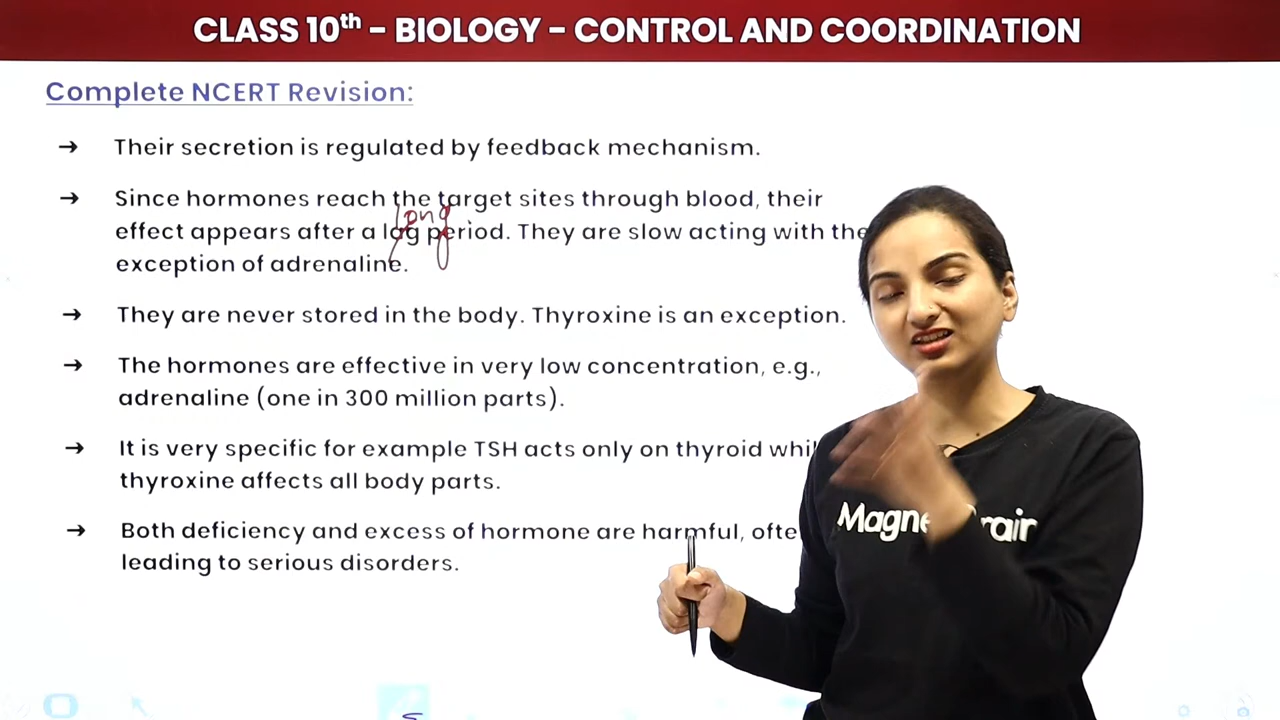 CLASS 10th – BIOLOGY – CONTROL AND COORDINATION
Complete NCERT Revision:
→ Their secretion is regulated by feedback mechanism.
→ Since hormones reach the target sites through blood, their
long
effect appears after a lag period. They are slow acting with the
exception of adrenaline.
→ They are never stored in the body. Thyroxine is an exception.
→ The hormones are effective in very low concentration, e.g.,
adrenaline (one in 300 million parts).
→ It is very specific for example TSH acts only on thyroid whil
thyroxine affects all body parts.
→ Both deficiency and excess of hormone are harmful, ofte
leading to serious disorders.
Magne rain